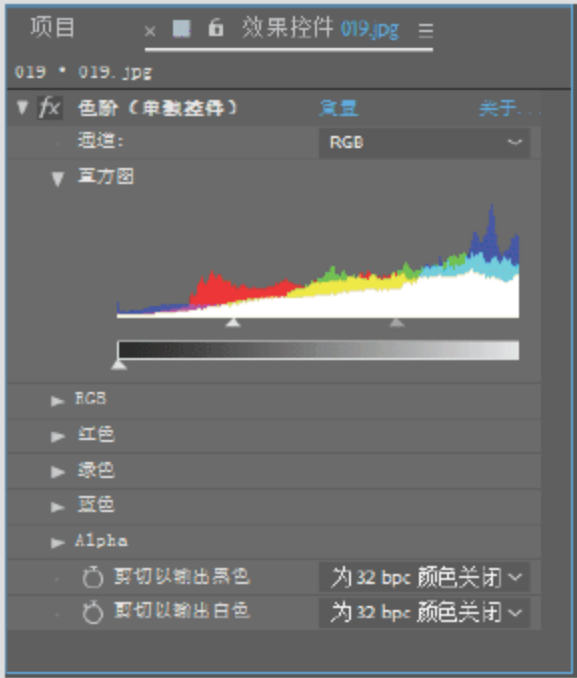 项目
效果控件 019.jpg
019 • 019.jpg
fx 色阶（单独控件） 重置 关于...
通道: RGB
直方图
RGB
红色
绿色
蓝色
Alpha
剪切以输出黑色 为 32 bpc 颜色关闭
剪切以输出白色 为 32 bpc 颜色关闭